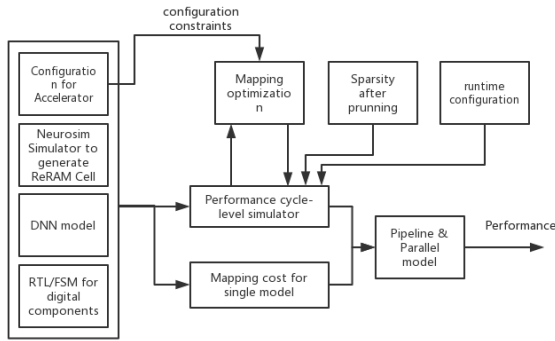 configuration
constraints
Configuratio
n for
Accelerator
Mapping
optimizatio
n
Sparsity
after
prunning
runtime
configuration
Neurosim
Simulator to
generate
ReRAM Cell
DNN model
Performance cycle-
level simulator
Pipeline &
Parallel
model
Performance
RTL/FSM for
digital
components
Mapping cost for
single model